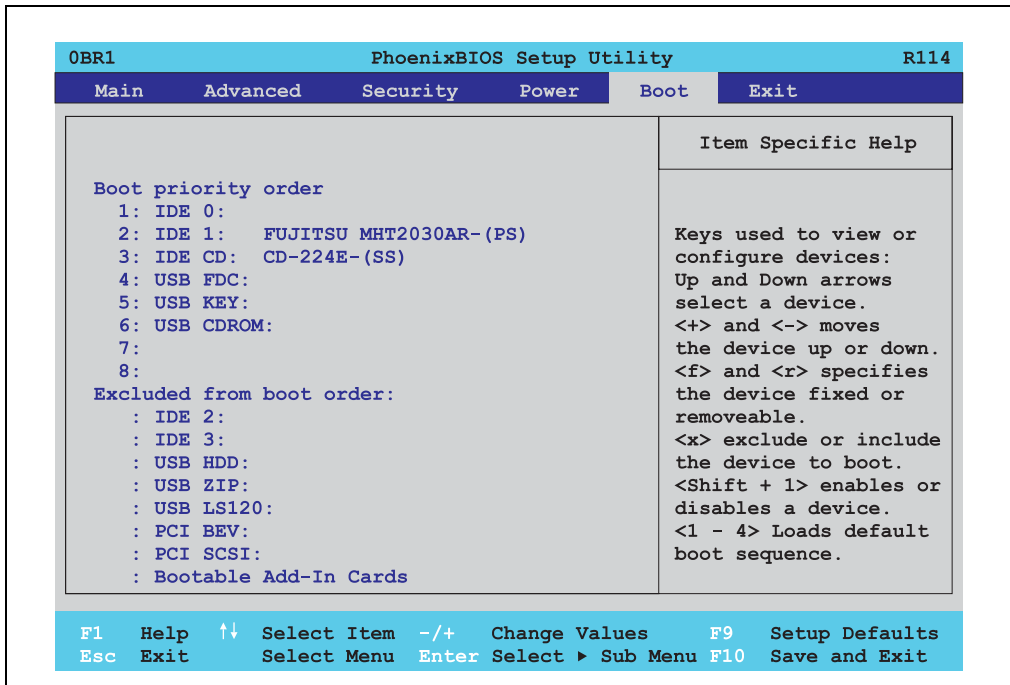 0BR1 PhoenixBIOS Setup Utility R114
Main Advanced Security Power Boot Exit
Boot priority order
1: IDE 0:
2: IDE 1: FUJITSU MHT2030AR-(PS)
3: IDE CD: CD-224E-(SS)
4: USB FDC:
5: USB KEY:
6: USB CDROM:
7:
8:
Excluded from boot order:
: IDE 2:
: IDE 3:
: USB HDD:
: USB ZIP:
: USB LS120:
: PCI BEV:
: PCI SCSI:
: Bootable Add-In Cards
Item Specific Help
Keys used to view or
configure devices:
Up and Down arrows
select a device.
<+> and <-> moves
the device up or down.
<f> and <r> specifies
the device fixed or
removeable.
<x> exclude or include
the device to boot.
<Shift + 1> enables or
disables a device.
<1 - 4> Loads default
boot sequence.
F1 Help ↑↓ Select Item -/+ Change Values F9 Setup Defaults
Esc Exit Select Menu Enter Select ▶ Sub Menu F10 Save and Exit